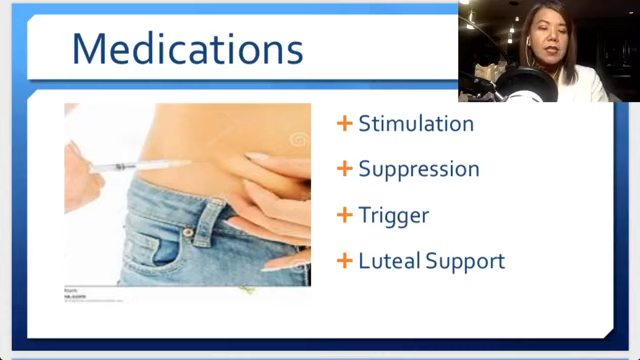 Medications
Stimulation
Suppression
Trigger
Luteal Support